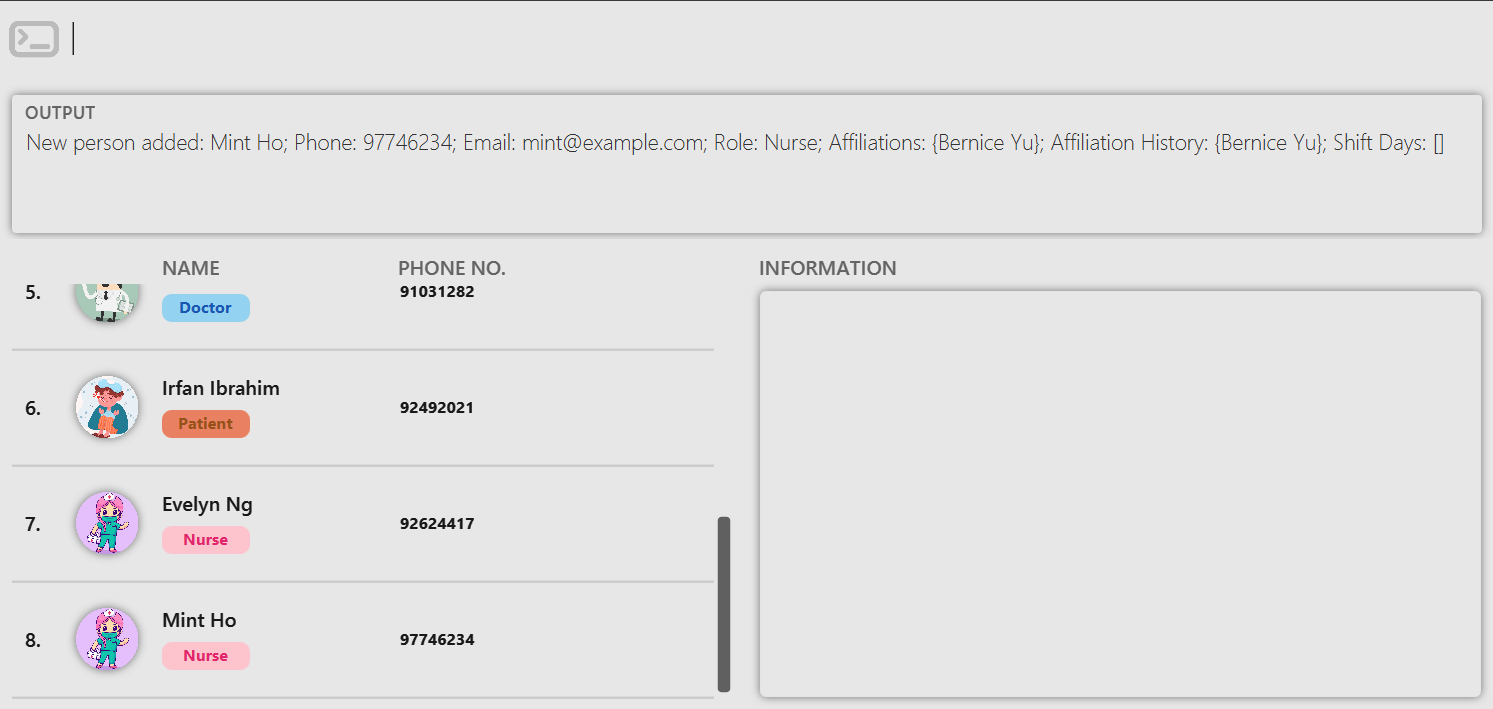 OUTPUT
New person added: Mint Ho; Phone: 97746234; Email: mint@example.com; Role: Nurse; Affiliations: {Bernice Yu}; Affiliation History: {Bernice Yu}; Shift Days: []
NAME PHONE NO. INFORMATION
5. 91031282
Doctor
Irfan Ibrahim
6. 92492021
Patient
Evelyn Ng
7. 92624417
Nurse
Mint Ho
8. 97746234
Nurse